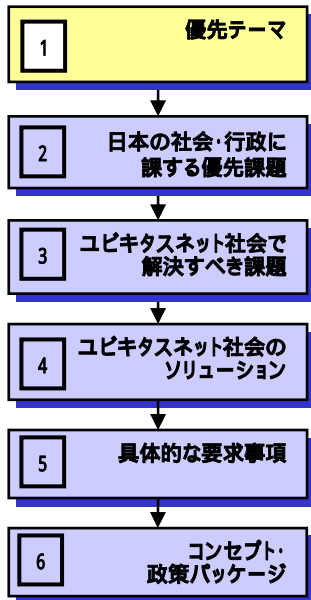 1
優先テーマ
2
日本の社会・行政に
課する優先課題
3
ユビキタスネット社会で
解決すべき課題
4
ユビキタスネット社会の
ソリューション
5
具体的な要求事項
6
コンセプト・
政策パッケージ